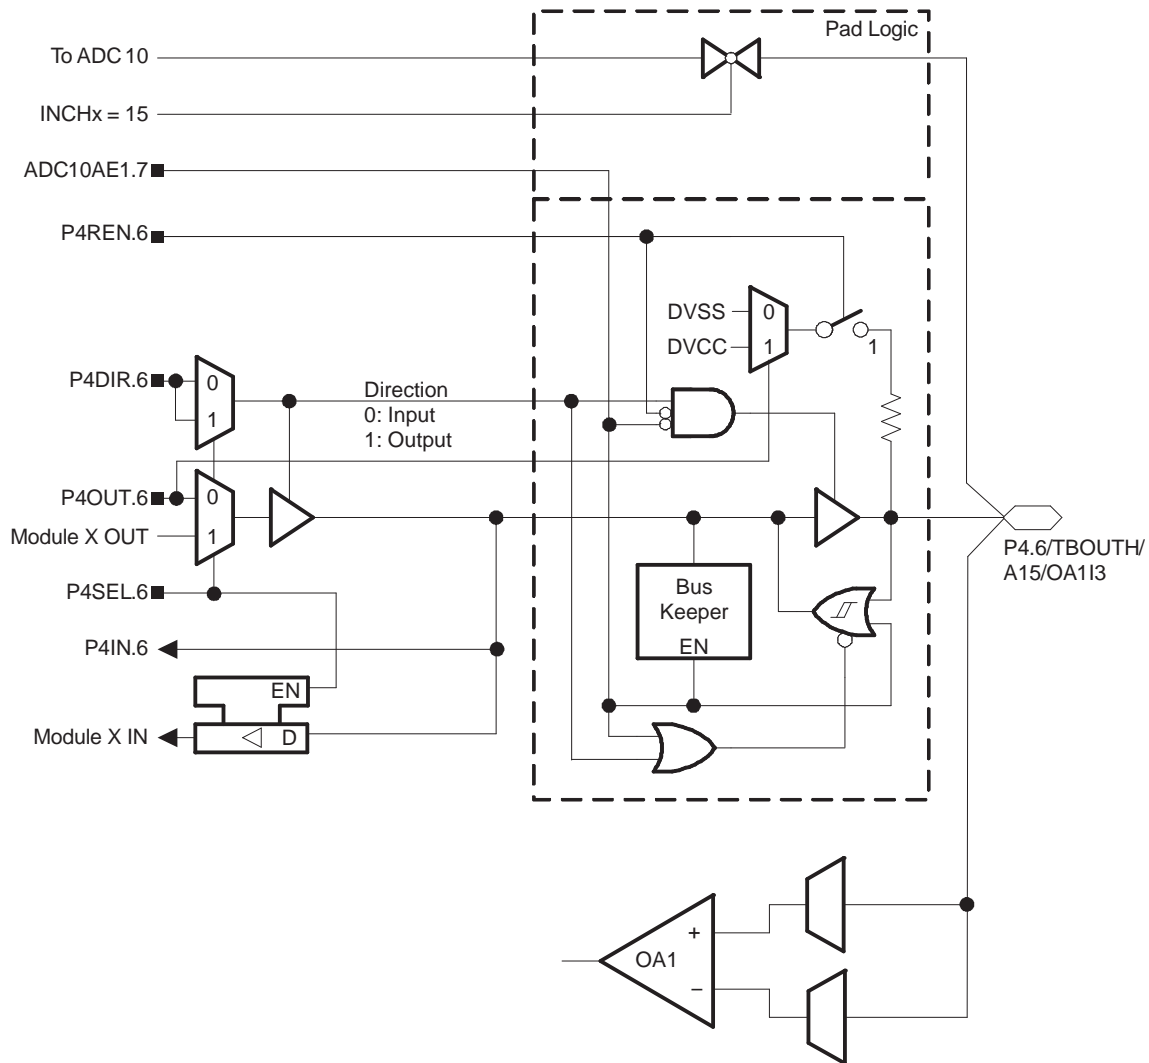 Pad Logic
To ADC 10
INCHx = 15
ADC10AE1.7
P4REN.6
DVSS
0
DVCC
1
1
P4DIR.6
0
1
Direction
0: Input
1: Output
P4OUT.6
0
Module X OUT
1
P4.6/TBOUTH/
A15/OA1I3
P4SEL.6
Bus
Keeper
EN
P4IN.6
EN
Module X IN
D
+
OA1
−